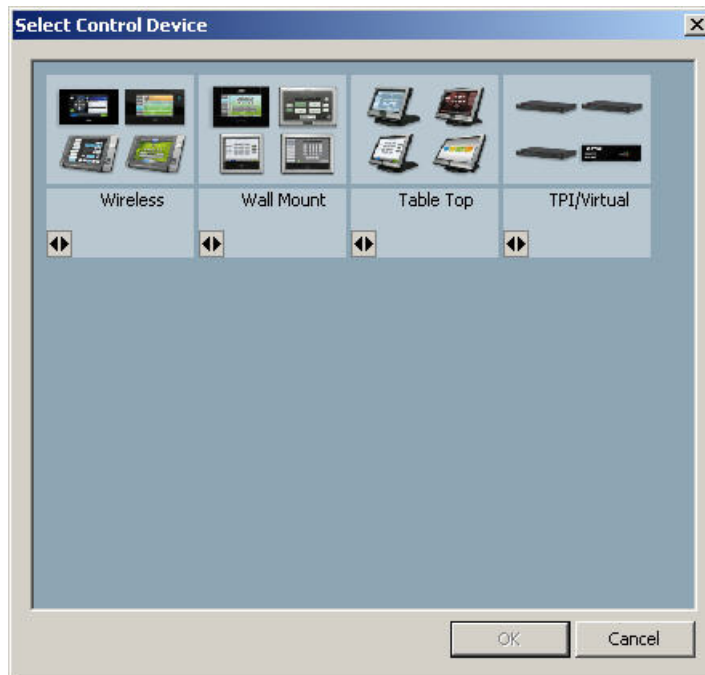 Select Control Device
Wireless
Wall Mount
Table Top
TPI/Virtual
OK
Cancel